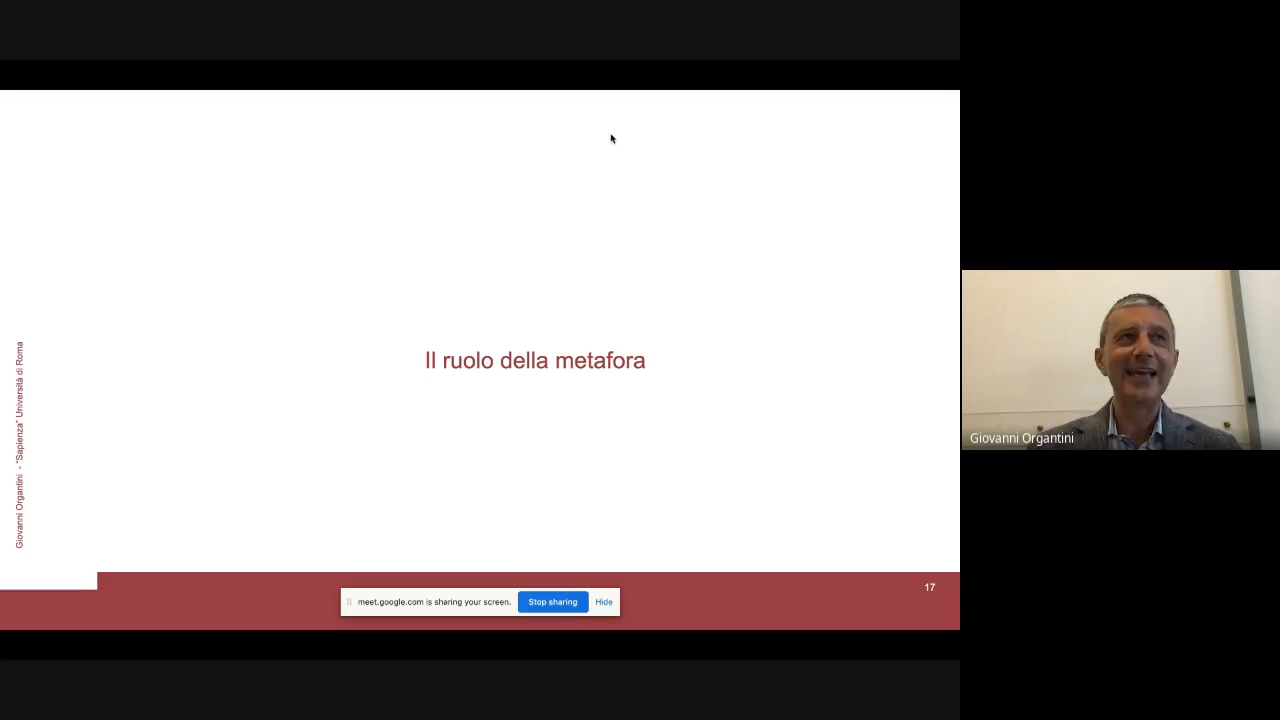 Il ruolo della metafora
Giovanni Organtini - "Sapienza" Università di Roma
Giovanni Organtini
17
meet.google.com is sharing your screen. Stop sharing Hide